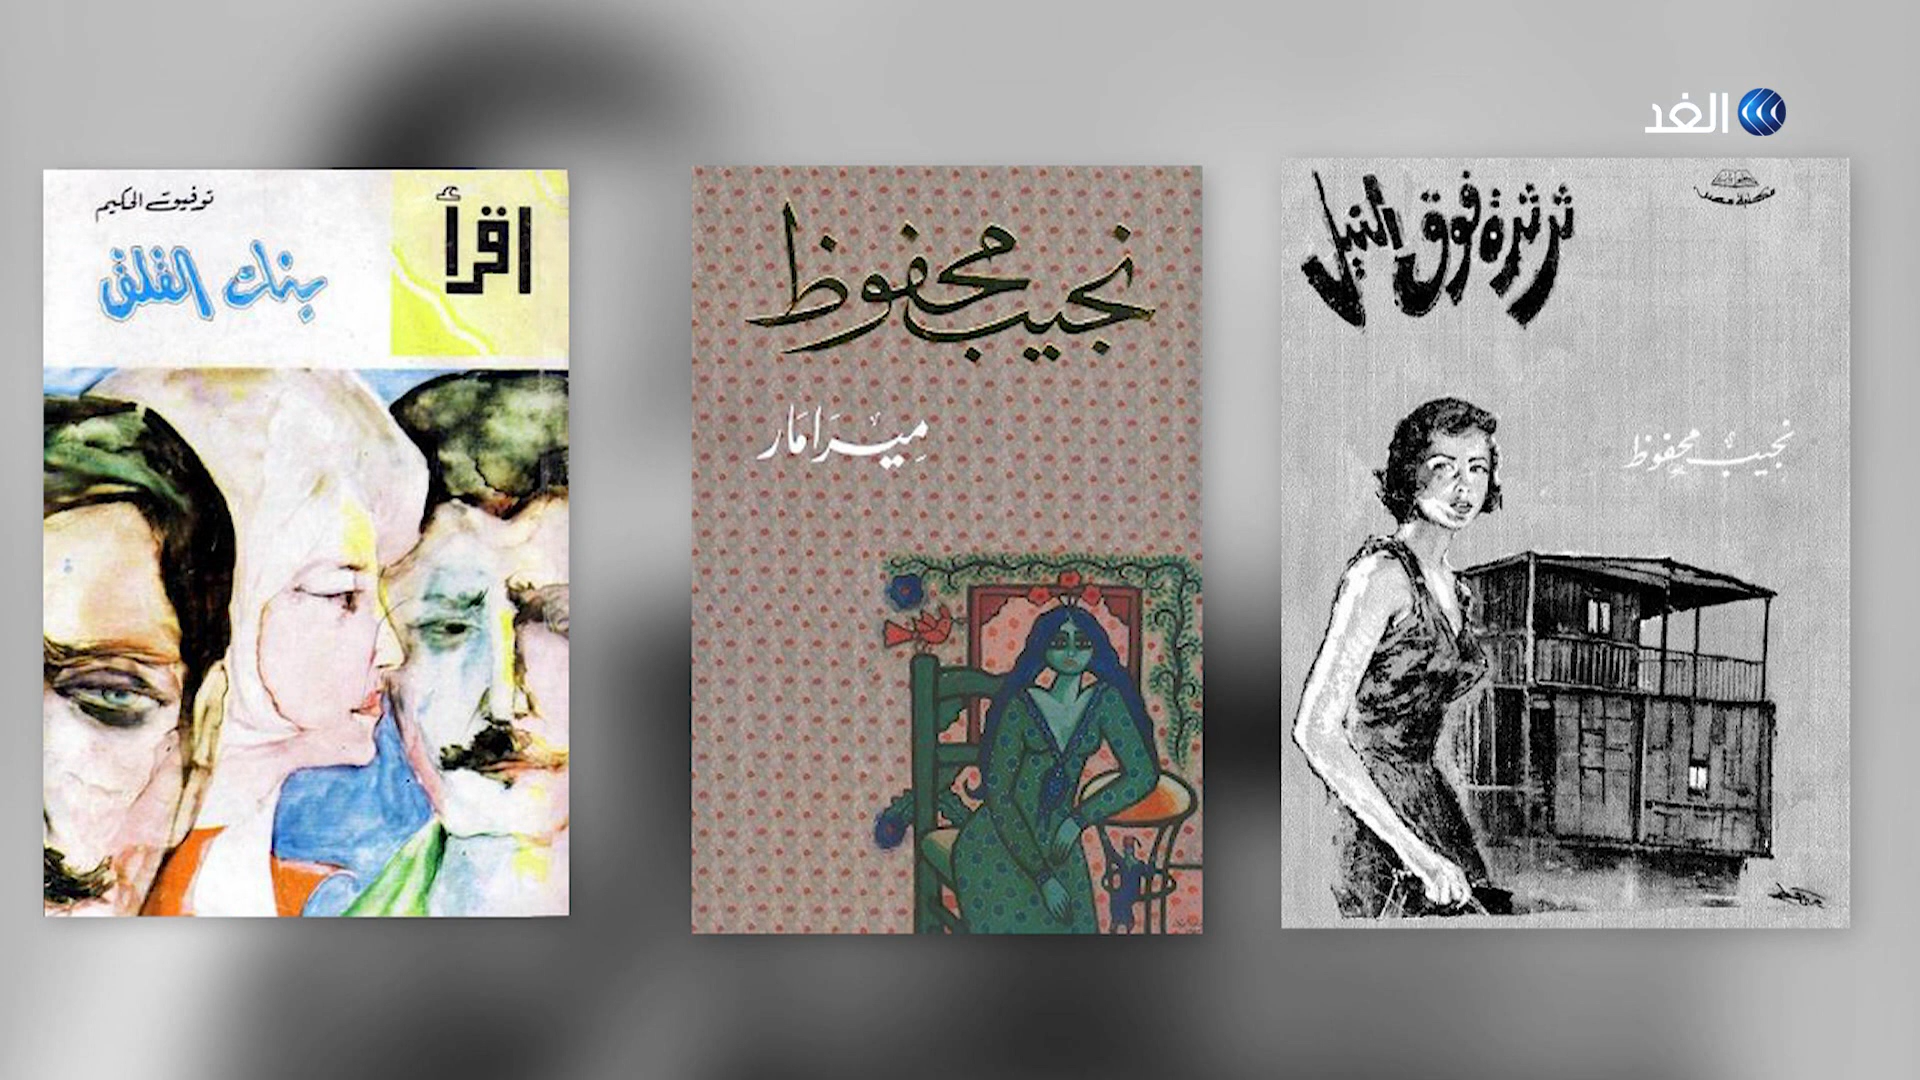 الغد
ثرثرة فوق النيل
مكتبة مصر
نجيب محفوظ
نجيب محفوظ
ميرامار
اقرأ
توفيق الحكيم
بنك القلق